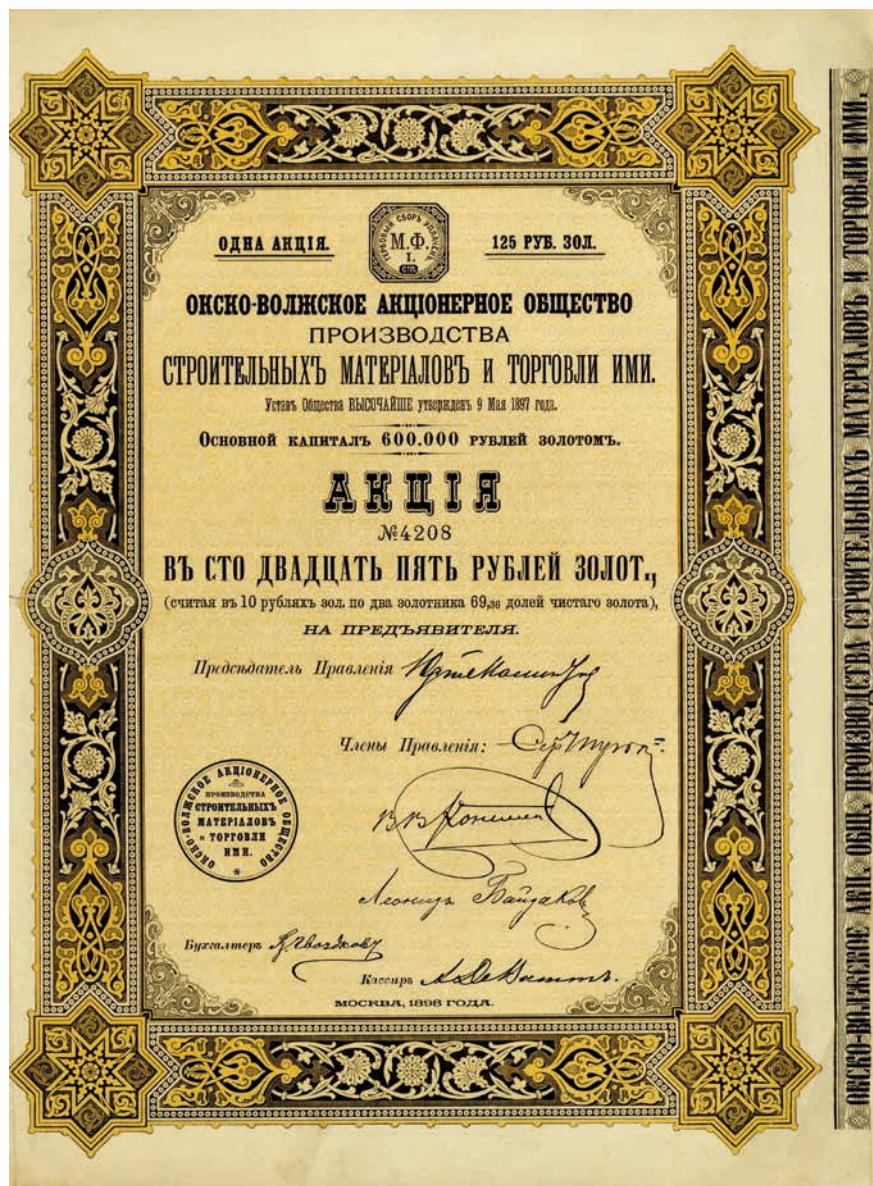 ОДНА АКЦІЯ.
М.Ф.
I.
125 РУБ. ЗОЛ.
ОКСКО-ВОЛЖСКОЕ АКЦІОНЕРНОЕ ОБЩЕСТВО
ПРОИЗВОДСТВА
СТРОИТЕЛЬНЫХЪ МАТЕРІАЛОВЪ И ТОРГОВЛИ ИМИ.
Уставъ Общества ВЫСОЧАЙШЕ утвержденъ 9 Мая 1897 года.
Основной капиталъ 600.000 рублей золотомъ.
АКЦІЯ
№4208
ВЪ СТО ДВАДЦАТЬ ПЯТЬ РУБЛЕЙ ЗОЛОТ.,
(считая въ 10 рубляхъ зол. по два золотника 69,36 долей чистаго золота),
НА ПРЕДЪЯВИТЕЛЯ.
Предсѣдатель Правленія
Члены Правленія:
ОКСКО-ВОЛЖСКОЕ АКЦІОНЕРНОЕ ОБЩЕСТВО
ПРОИЗВОДСТВА
СТРОИТЕЛЬНЫХЪ
МАТЕРІАЛОВЪ
и ТОРГОВЛИ
ИМИ.
Леонидъ Байдаковъ
Бухгалтеръ
Кассиръ
МОСКВА, 1898 ГОДА.
ОКСКО-ВОЛЖСКОЕ АКЦ. ОБЩ. ПРОИЗВОДСТВА СТРОИТЕЛЬНЫХЪ МАТЕРІАЛОВЪ И ТОРГОВЛИ ИМИ.